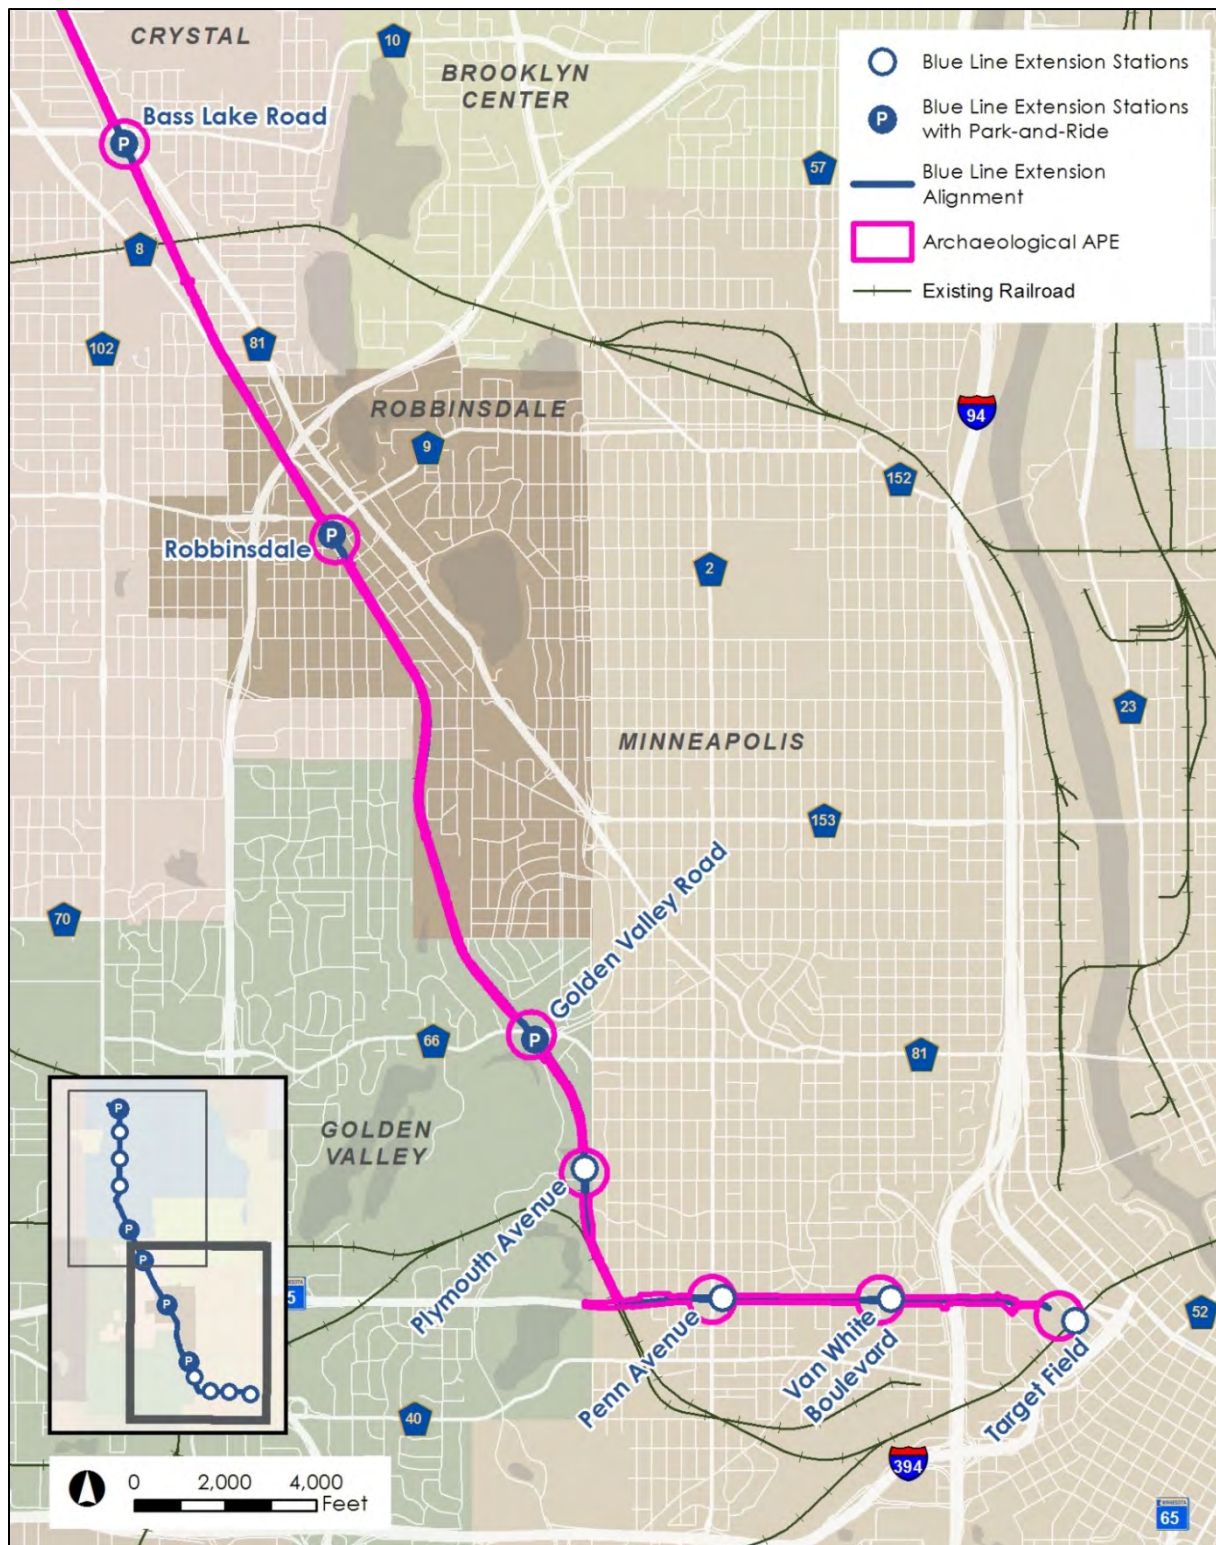 CRYSTAL
10
BROOKLYN
CENTER
Blue Line Extension Stations
P
Blue Line Extension Stations
with Park-and-Ride
Blue Line Extension
Alignment
Archaeological APE
Existing Railroad
Bass Lake Road
P
57
8
102
81
ROBBINSDALE
94
9
152
P
Robbinsdale
2
23
MINNEAPOLIS
153
Golden Valley Road
70
P
66
81
GOLDEN
VALLEY
P
P
P
P
P
5
Plymouth Avenue
Penn Avenue
Van White
Boulevard
Target Field
52
40
394
MINNESOTA
65
0 2,000 4,000
Feet